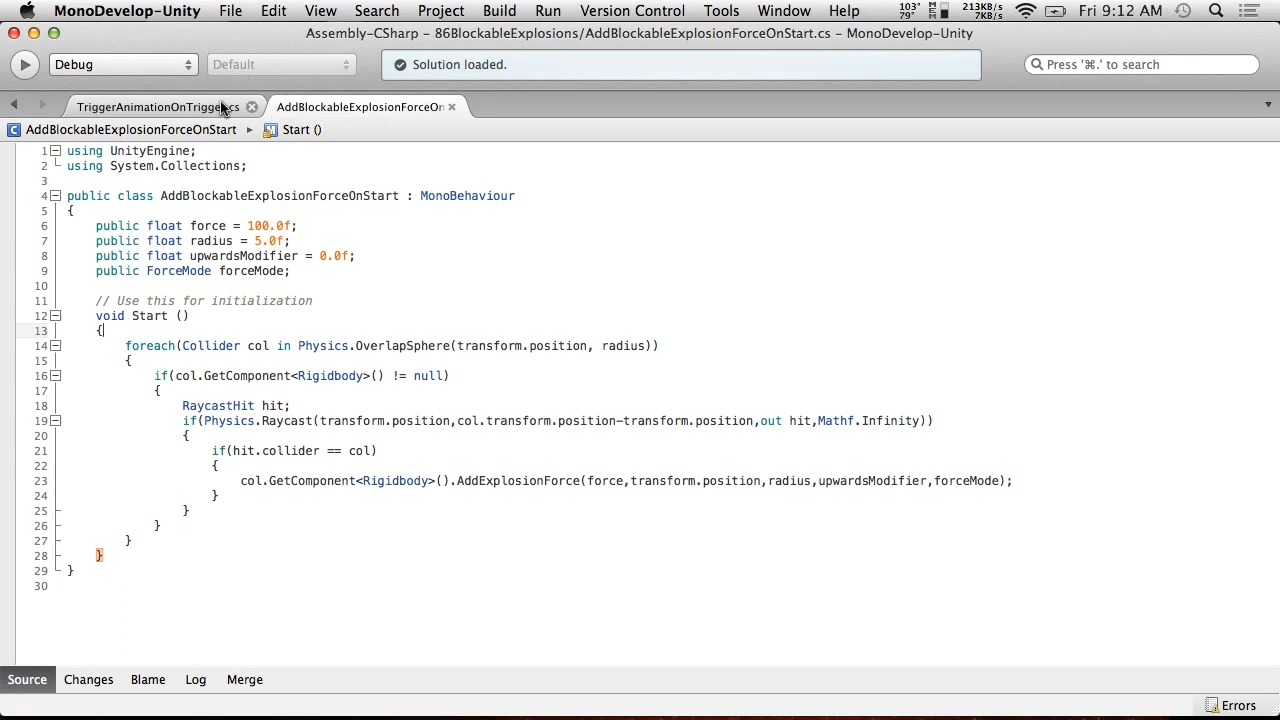 MonoDevelop-Unity File Edit View Search Project Build Run Version Control Tools Window Help 103° 79° 213KB/s 7KB/s Fri 9:12 AM
Assembly-CSharp - 86BlockableExplosions/AddBlockableExplosionForceOnStart.cs - MonoDevelop-Unity
Debug Default Solution loaded. Press '⌘.' to search
TriggerAnimationOnTrigger.cs AddBlockableExplosionForceOn
C AddBlockableExplosionForceOnStart Start ()
1 using UnityEngine;
2 using System.Collections;
3
4 public class AddBlockableExplosionForceOnStart : MonoBehaviour
5 {
6 public float force = 100.0f;
7 public float radius = 5.0f;
8 public float upwardsModifier = 0.0f;
9 public ForceMode forceMode;
10
11 // Use this for initialization
12 void Start ()
13 {
14 foreach(Collider col in Physics.OverlapSphere(transform.position, radius))
15 {
16 if(col.GetComponent<Rigidbody>() != null)
17 {
18 RaycastHit hit;
19 if(Physics.Raycast(transform.position,col.transform.position-transform.position,out hit,Mathf.Infinity))
20 {
21 if(hit.collider == col)
22 {
23 col.GetComponent<Rigidbody>().AddExplosionForce(force,transform.position,radius,upwardsModifier,forceMode);
24 }
25 }
26 }
27 }
28 }
29 }
30
Source Changes Blame Log Merge
Errors